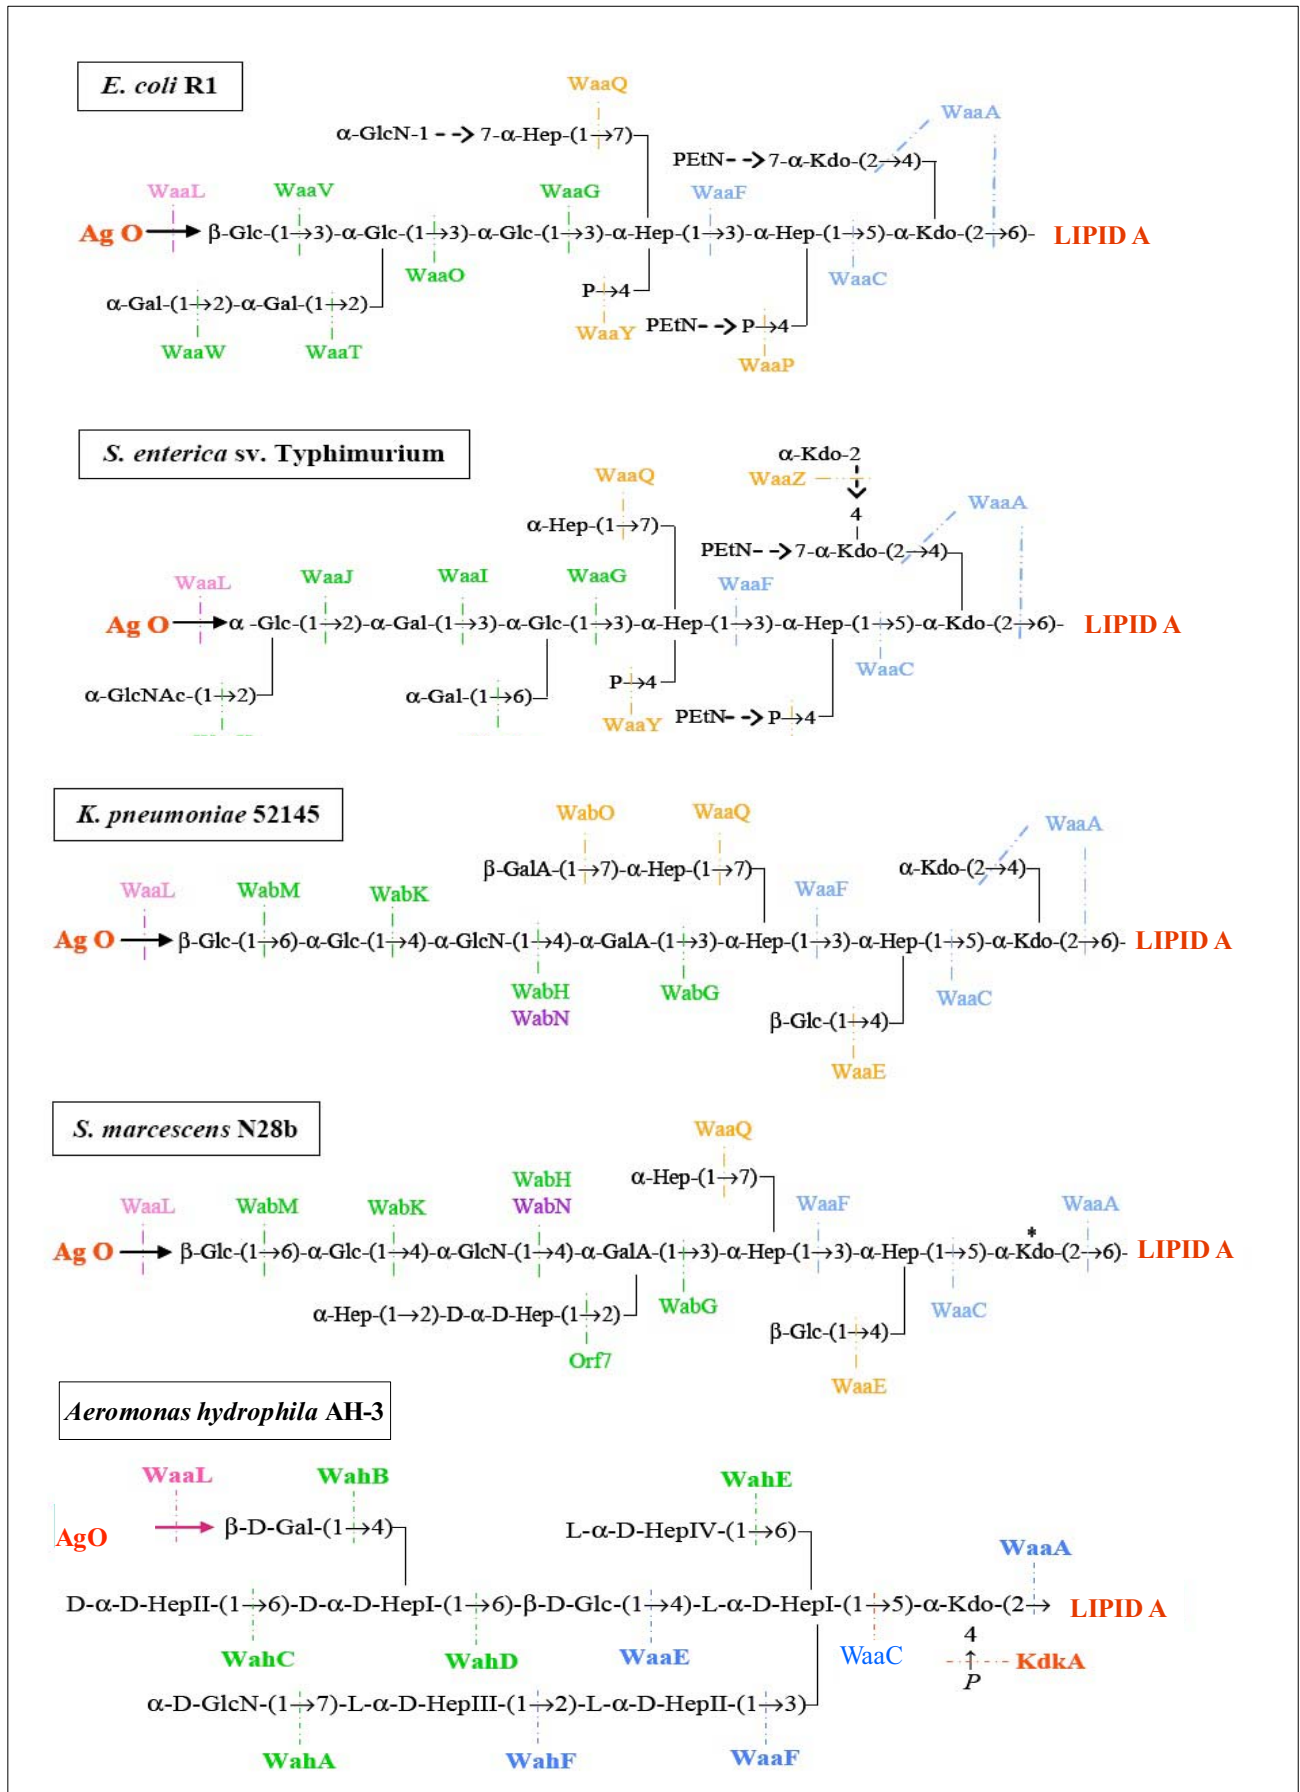 E. coli R1
WaaQ
WaaA
α-GlcN-1 --> 7-α-Hep-(1→7)
PEtN--> 7-α-Kdo-(2→4)
WaaL WaaV WaaG WaaF
Ag O → β-Glc-(1→3)-α-Glc-(1→3)-α-Glc-(1→3)-α-Hep-(1→3)-α-Hep-(1→5)-α-Kdo-(2→6)- LIPID A
WaaO WaaC
α-Gal-(1→2)-α-Gal-(1→2) P→4
PEtN--> P→4
WaaW WaaT WaaY
WaaP
S. enterica sv. Typhimurium
α-Kdo-2
WaaQ WaaZ
WaaA
4
α-Hep-(1→7)
PEtN--> 7-α-Kdo-(2→4)
WaaL WaaJ WaaI WaaG WaaF
Ag O → α -Glc-(1→2)-α-Gal-(1→3)-α-Glc-(1→3)-α-Hep-(1→3)-α-Hep-(1→5)-α-Kdo-(2→6)- LIPID A
WaaC
α-GlcNAc-(1→2) α-Gal-(1→6) P→4
PEtN--> P→4
WaaY
K. pneumoniae 52145
WabO WaaQ
WaaA
β-GalA-(1→7)-α-Hep-(1→7) α-Kdo-(2→4)
WaaL WabM WabK WaaF
Ag O → β-Glc-(1→6)-α-Glc-(1→4)-α-GlcN-(1→4)-α-GalA-(1→3)-α-Hep-(1→3)-α-Hep-(1→5)-α-Kdo-(2→6)- LIPID A
WabH WabG WaaC
WabN
β-Glc-(1→4)
WaaE
S. marcescens N28b
WaaQ
α-Hep-(1→7)
WabH
WaaL WabM WabK WabN WaaF WaaA
*
Ag O → β-Glc-(1→6)-α-Glc-(1→4)-α-GlcN-(1→4)-α-GalA-(1→3)-α-Hep-(1→3)-α-Hep-(1→5)-α-Kdo-(2→6)- LIPID A
WabG WaaC
α-Hep-(1→2)-D-α-D-Hep-(1→2)
β-Glc-(1→4)
Orf7
WaaE
Aeromonas hydrophila AH-3
WaaL WahB WahE
AgO → β-D-Gal-(1→4) L-α-D-HepIV-(1→6)
WaaA
D-α-D-HepII-(1→6)-D-α-D-HepI-(1→6)-β-D-Glc-(1→4)-L-α-D-HepI-(1→5)-α-Kdo-(2→ LIPID A
4
WahC WahD WaaE WaaC KdkA
P
α-D-GlcN-(1→7)-L-α-D-HepIII-(1→2)-L-α-D-HepII-(1→3)
WahA WahF WaaF